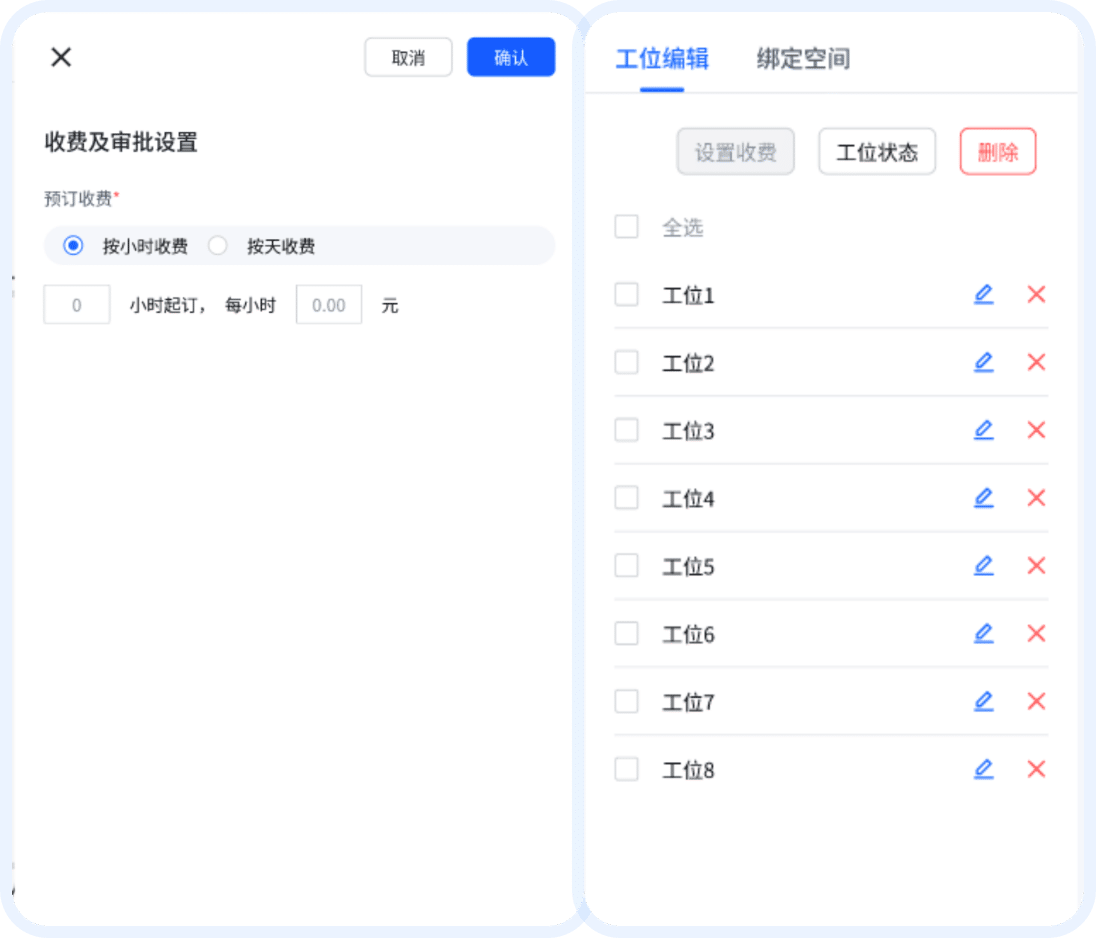 取消 确认
收费及审批设置
预订收费*
按小时收费 按天收费
0 小时起订， 每小时 0.00 元
工位编辑 绑定空间
设置收费 工位状态 删除
全选
工位1
工位2
工位3
工位4
工位5
工位6
工位7
工位8